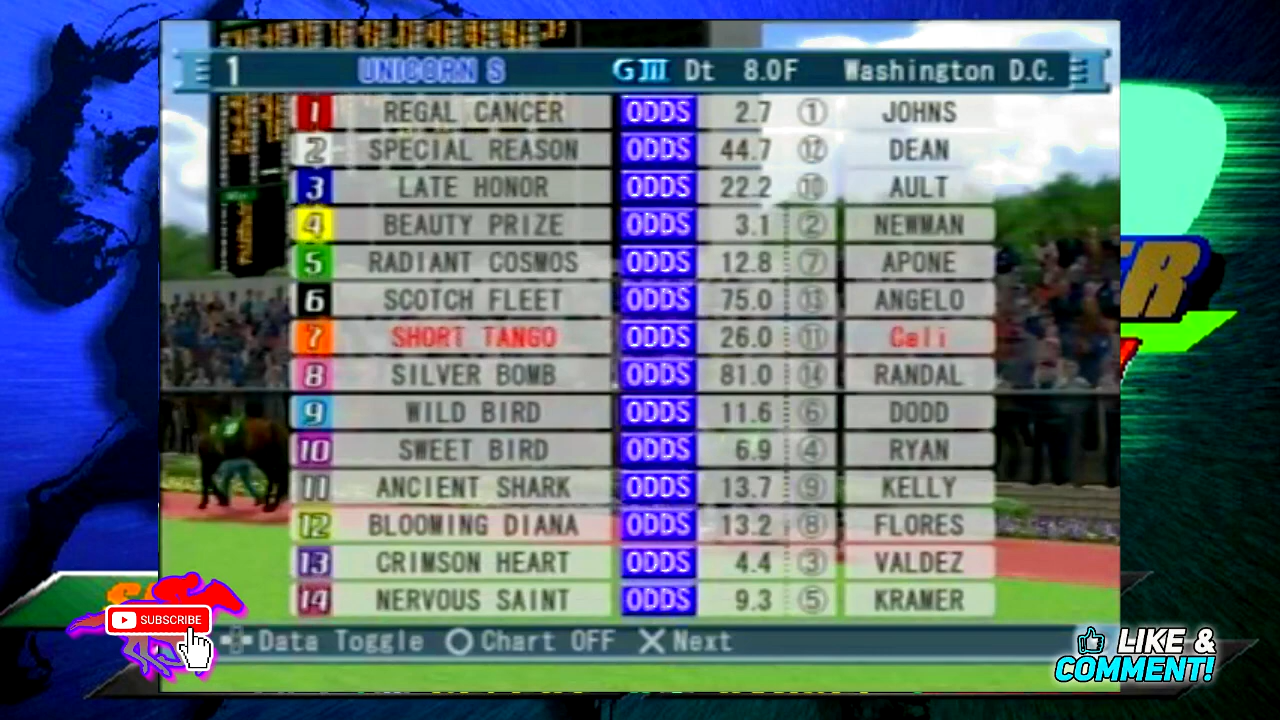 1 UNICORN S GIII Dt 8.0F Washington D.C.
1 REGAL CANCER ODDS 2.7 1 JOHNS
2 SPECIAL REASON ODDS 44.7 12 DEAN
3 LATE HONOR ODDS 22.2 10 AULT
4 BEAUTY PRIZE ODDS 3.1 2 NEWMAN
5 RADIANT COSMOS ODDS 12.8 7 APONE
6 SCOTCH FLEET ODDS 75.0 13 ANGELO
7 SHORT TANGO ODDS 26.0 11 Cali
8 SILVER BOMB ODDS 81.0 14 RANDAL
9 WILD BIRD ODDS 11.6 6 DODD
10 SWEET BIRD ODDS 6.9 4 RYAN
11 ANCIENT SHARK ODDS 13.7 9 KELLY
12 BLOOMING DIANA ODDS 13.2 8 FLORES
13 CRIMSON HEART ODDS 4.4 3 VALDEZ
14 NERVOUS SAINT ODDS 9.3 5 KRAMER
Data Toggle Chart OFF Next
SUBSCRIBE
LIKE &
COMMENT!